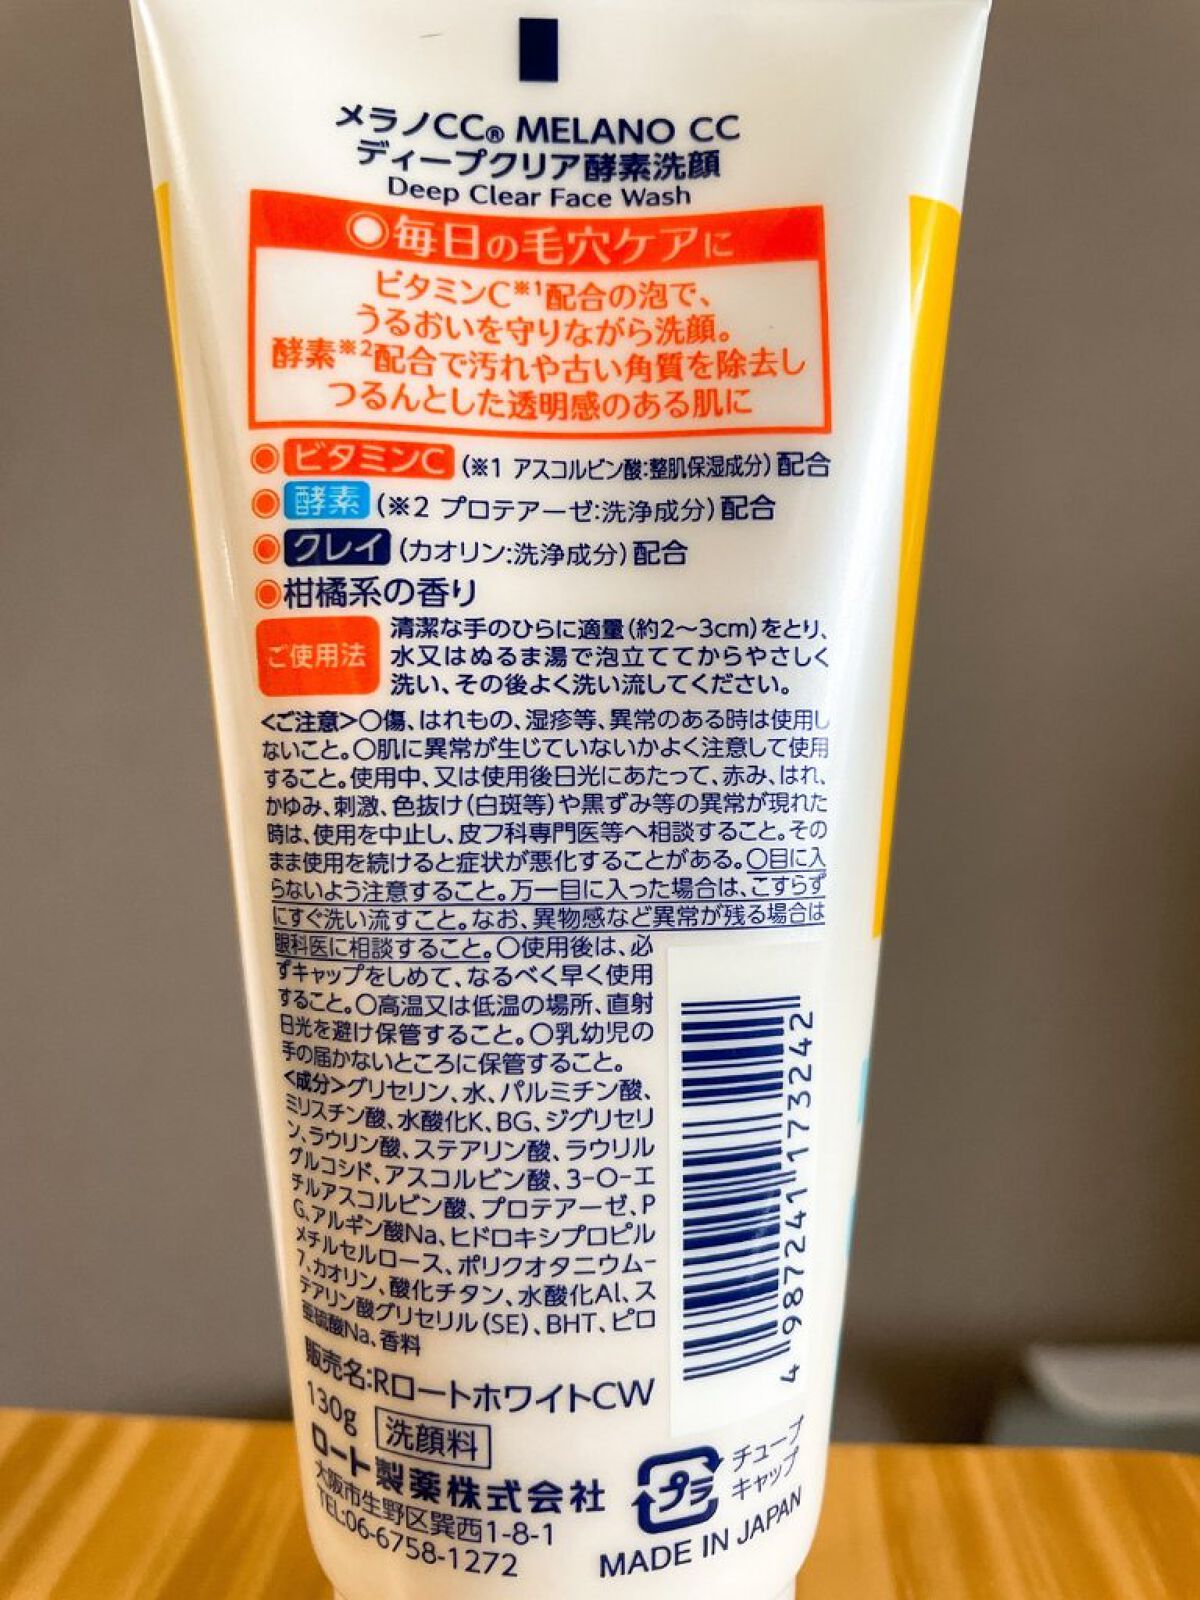 メラノCC® MELANO CC
ディープクリア酵素洗顔
Deep Clear Face Wash
◉毎日の毛穴ケアに
ビタミンC※1配合の泡で、
うるおいを守りながら洗顔。
酵素※2配合で汚れや古い角質を除去し
つるんとした透明感のある肌に
◉ビタミンC(※1 アスコルビン酸:整肌保湿成分)配合
◉酵素(※2 プロテアーゼ:洗浄成分)配合
◉クレイ(カオリン:洗浄成分)配合
◉柑橘系の香り
ご使用法
清潔な手のひらに適量(約2〜3cm)をとり、
水又はぬるま湯で泡立ててからやさしく
洗い、その後よく洗い流してください。
<ご注意>○傷、はれもの、湿疹等、異常のある時は使用し
ないこと。○肌に異常が生じていないかよく注意して使用
すること。使用中、又は使用後日光にあたって、赤み、はれ、
かゆみ、刺激、色抜け(白斑等)や黒ずみ等の異常が現れた
時は、使用を中止し、皮フ科専門医等へ相談すること。その
まま使用を続けると症状が悪化することがある。○目に入
らないよう注意すること。万一目に入った場合は、こすらず
にすぐ洗い流すこと。なお、異物感など異常が残る場合は
眼科医に相談すること。○使用後は、必
ずキャップをしめて、なるべく早く使用
すること。○高温又は低温の場所、直射
日光を避け保管すること。○乳幼児の
手の届かないところに保管すること。
<成分>グリセリン、水、パルミチン酸、
ミリスチン酸、水酸化K、BG、ジグリセリ
ン、ラウリン酸、ステアリン酸、ラウリル
グルコシド、アスコルビン酸、3-O-エ
チルアスコルビン酸、プロテアーゼ、P
G、アルギン酸Na、ヒドロキシプロピル
メチルセルロース、ポリクオタニウム-
7、カオリン、酸化チタン、水酸化Al、ス
テアリン酸グリセリル(SE)、BHT、ピロ
亜硫酸Na、香料
4987241173242
販売名:RロートホワイトCW
130g 洗顔料
ロート製薬株式会社
大阪市生野区巽西1-8-1
TEL:06-6758-1272
プラ
チューブ
キャップ
MADE IN JAPAN